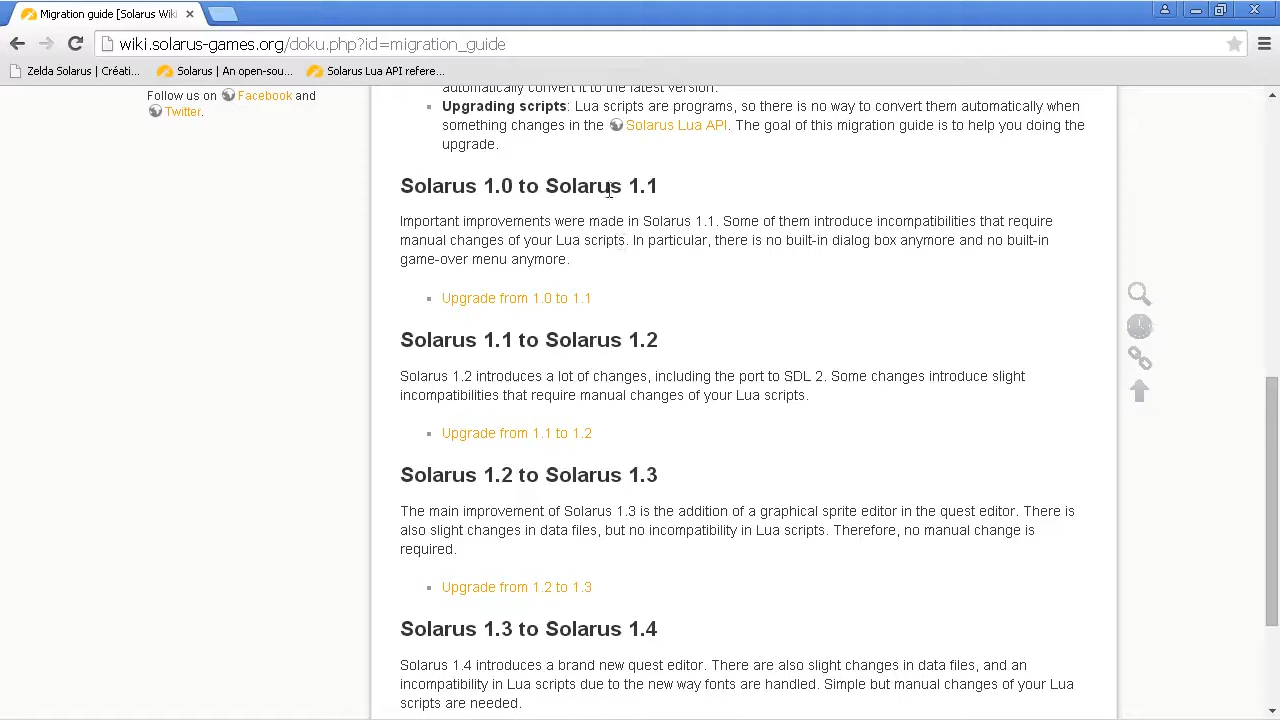 Migration guide [Solarus Wiki
wiki.solarus-games.org/doku.php?id=migration_guide
Zelda Solarus | Créati... Solarus | An open-sou... Solarus Lua API refere...
Follow us on Facebook and
Twitter.
automatically convert it to the latest version.
Upgrading scripts: Lua scripts are programs, so there is no way to convert them automatically when
something changes in the Solarus Lua API. The goal of this migration guide is to help you doing the
upgrade.
Solarus 1.0 to Solarus 1.1
Important improvements were made in Solarus 1.1. Some of them introduce incompatibilities that require
manual changes of your Lua scripts. In particular, there is no built-in dialog box anymore and no built-in
game-over menu anymore.
Upgrade from 1.0 to 1.1
Solarus 1.1 to Solarus 1.2
Solarus 1.2 introduces a lot of changes, including the port to SDL 2. Some changes introduce slight
incompatibilities that require manual changes of your Lua scripts.
Upgrade from 1.1 to 1.2
Solarus 1.2 to Solarus 1.3
The main improvement of Solarus 1.3 is the addition of a graphical sprite editor in the quest editor. There is
also slight changes in data files, but no incompatibility in Lua scripts. Therefore, no manual change is
required.
Upgrade from 1.2 to 1.3
Solarus 1.3 to Solarus 1.4
Solarus 1.4 introduces a brand new quest editor. There are also slight changes in data files, and an
incompatibility in Lua scripts due to the new way fonts are handled. Simple but manual changes of your Lua
scripts are needed.